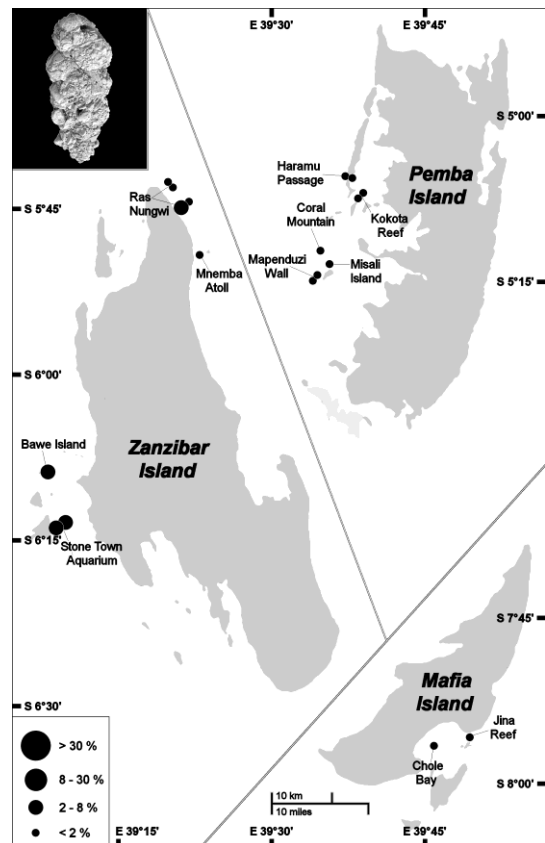 E 39°30'
E 39°45'
S 5°00'
Haramu
Passage
Pemba
Island
Ras
Nungwi
S 5°45'
Coral
Mountain
Kokota
Reef
Mapenduzi
Wall
Misali
Island
Mnemba
Atoll
S 5°15'
S 6°00'
Bawe Island
Zanzibar
Island
Stone Town
Aquarium
S 6°15'
S 7°45'
Mafia
Island
S 6°30'
Jina
Reef
Chole
Bay
S 8°00'
> 30 %
8 - 30 %
2 - 8 %
< 2 %
10 km
10 miles
E 39°15'
E 39°30'
E 39°45'